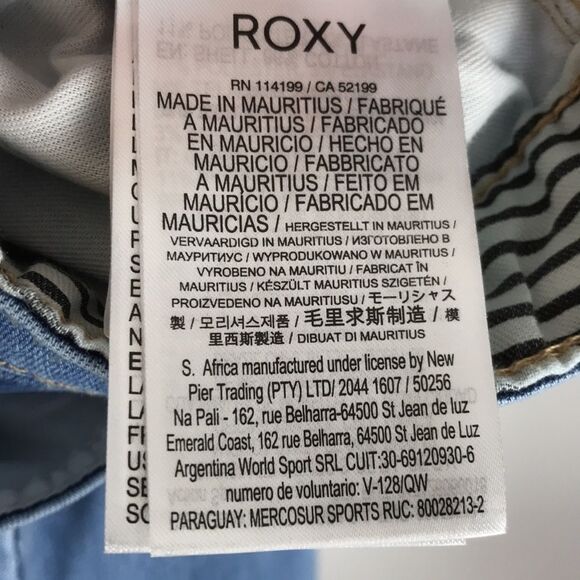 ROXY
RN 114199 / CA 52199
MADE IN MAURITIUS / FABRIQUÉ
A MAURITIUS / FABRICADO
EN MAURICIO / HECHO EN
MAURICIO / FABBRICATO
A MAURITIUS / FEITO EM
MAURÍCIO / FABRICADO EM
MAURICIAS / HERGESTELLT IN MAURITIUS /
VERVAARDIGD IN MAURITIUS / ИЗГОТОВЛЕНО В
МАУРИТИУС / WYPRODUKOWANO W MAURITIUS /
VYROBENO NA MAURITIU / FABRICAT ÎN
MAURITIUS / KÉSZÜLT MAURITIUS SZIGETÉN /
PROIZVEDENO NA MAURITIUSU / モーリシャス
製 / 모리셔스제품 / 毛里求斯制造 / 模
里西斯製造 / DIBUAT DI MAURITIUS
S. Africa manufactured under license by New
Pier Trading (PTY) LTD/ 2044 1607 / 50256
Na Pali - 162, rue Belharra-64500 St Jean de luz
Emerald Coast, 162 rue Belharra, 64500 St Jean de Luz
Argentina World Sport SRL CUIT:30-69120930-6
numero de voluntario: V-128/QW
PARAGUAY: MERCOSUR SPORTS RUC: 80028213-2